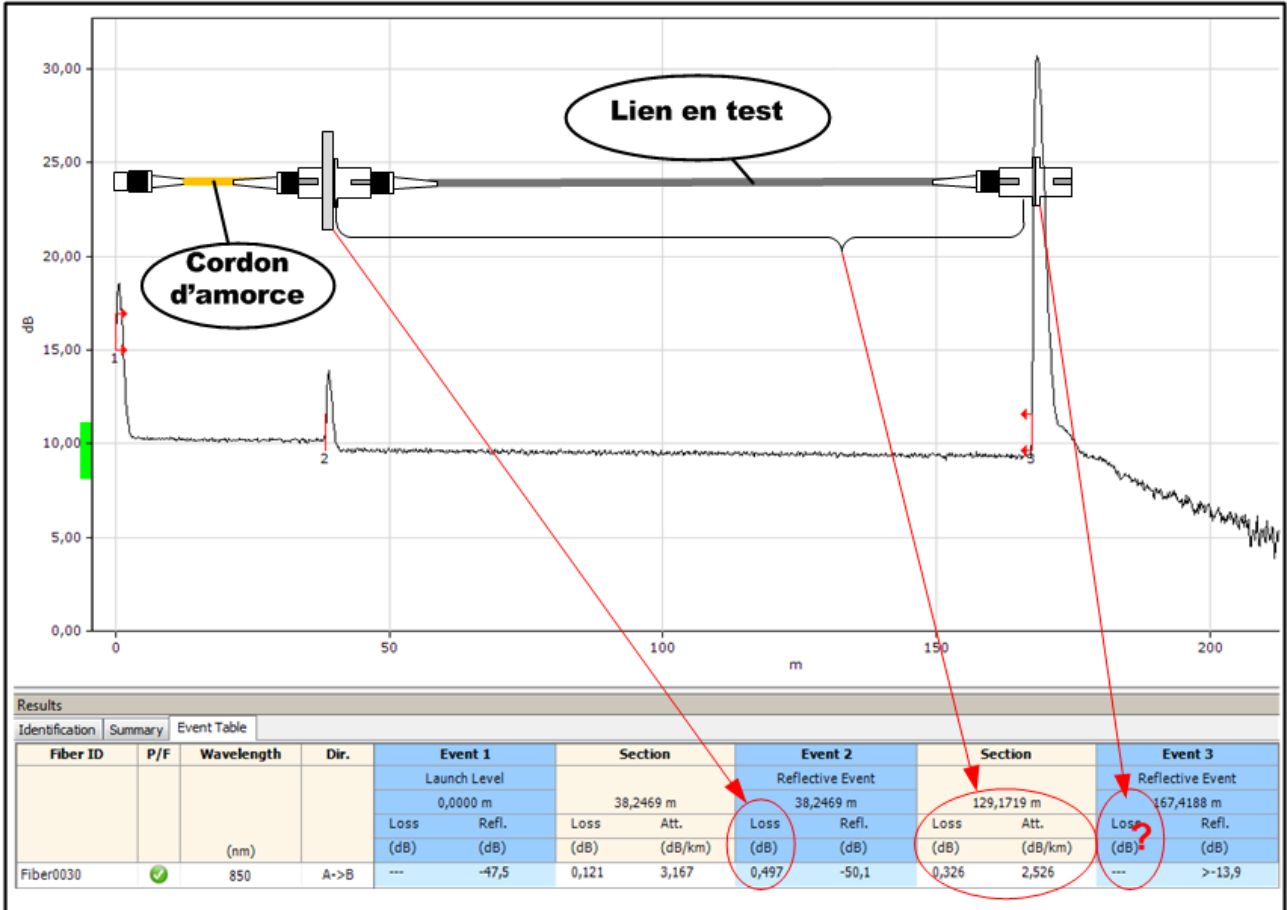 30,00
25,00
20,00
15,00
10,00
5,00
0,00
dB
Lien en test
Cordon
d'amorce
1
2
3
0
50
100
150
200
m
Results
Identification Summary Event Table
Fiber ID P/F Wavelength Dir. Event 1 Section Event 2 Section Event 3
Launch Level Reflective Event Reflective Event
0,0000 m 38,2469 m 38,2469 m 129,1719 m 167,4188 m
Loss Refl. Loss Att. Loss Refl. Loss Att. Loss Refl.
(nm) (dB) (dB) (dB) (dB/km) (dB) (dB) (dB) (dB/km) (dB) ? (dB)
Fiber0030 850 A->B --- -47,5 0,121 3,167 0,497 -50,1 0,326 2,526 --- >-13,9